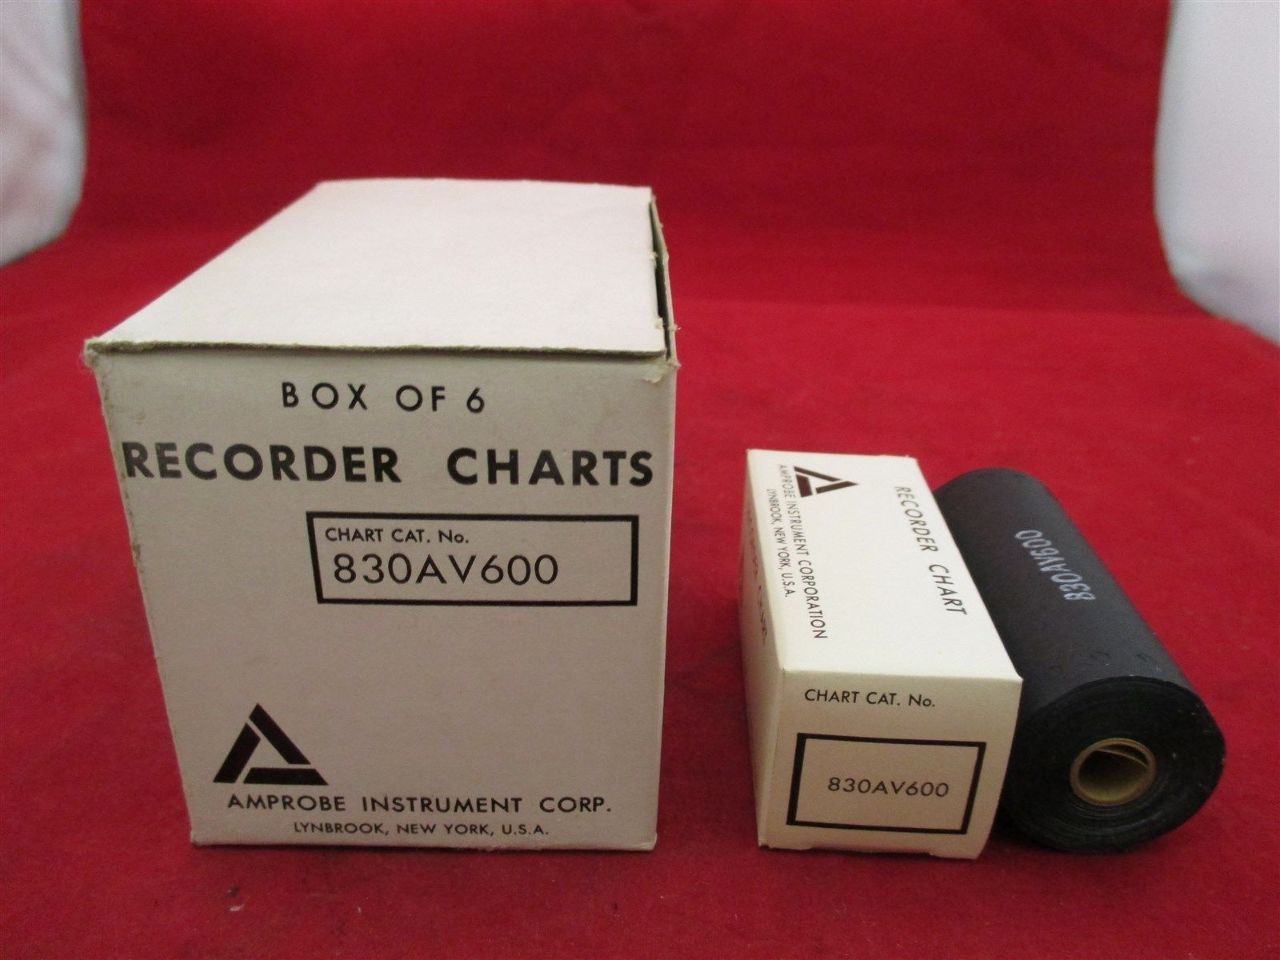 BOX OF 6
RECORDER CHARTS
CHART CAT. No.
830AV600
AMPROBE INSTRUMENT CORP.
LYNBROOK, NEW YORK, U.S.A.
RECORDER CHART
AMPROBE INSTRUMENT CORPORATION
LYNBROOK, NEW YORK, U.S.A.
CHART CAT. No.
830AV600
830AV600